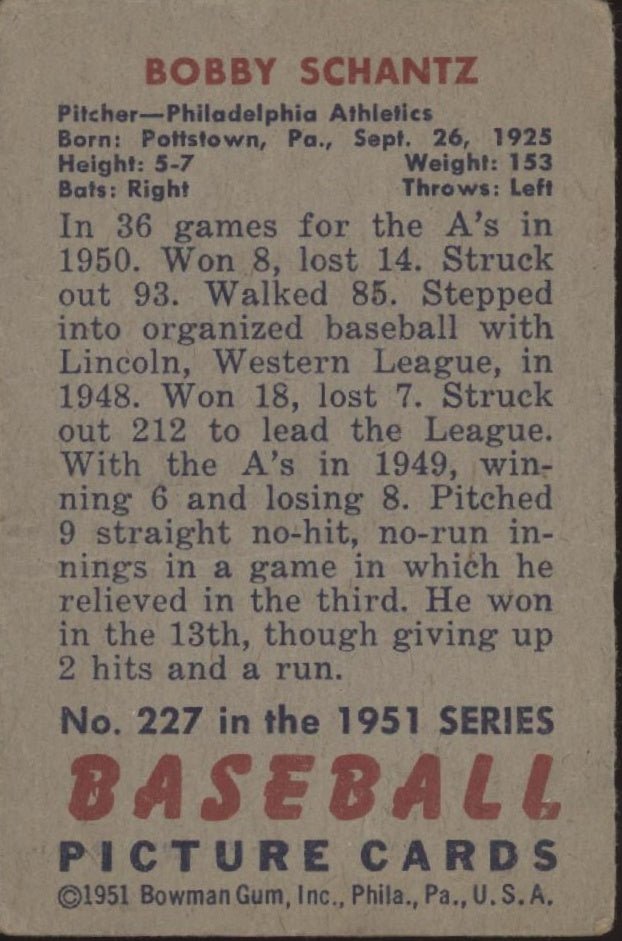 BOBBY SCHANTZ
Pitcher—Philadelphia Athletics
Born: Pottstown, Pa., Sept. 26, 1925
Height: 5-7 Weight: 153
Bats: Right Throws: Left
In 36 games for the A's in
1950. Won 8, lost 14. Struck
out 93. Walked 85. Stepped
into organized baseball with
Lincoln, Western League, in
1948. Won 18, lost 7. Struck
out 212 to lead the League.
With the A's in 1949, win-
ning 6 and losing 8. Pitched
9 straight no-hit, no-run in-
nings in a game in which he
relieved in the third. He won
in the 13th, though giving up
2 hits and a run.
No. 227 in the 1951 SERIES
BASEBALL
PICTURE CARDS
©1951 Bowman Gum, Inc., Phila., Pa., U. S. A.